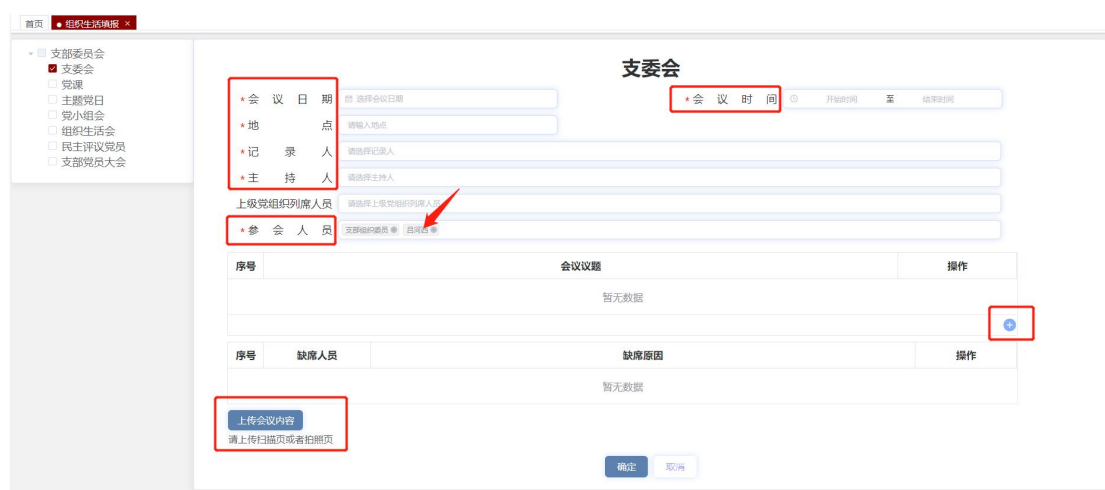 首页 ● 组织生活填报 ×
支部委员会
支委会
党课
主题党日
党小组会
组织生活会
民主评议党员
支部党员大会
支委会
*会议日期 选择会议日期 *会议时间 开始时间 至 结束时间
*地点 请输入地点
*记录人 请选择记录人
*主持人 请选择主持人
上级党组织列席人员 请选择上级党组织列席人员
*参会人员 支部组织委员
序号 会议议题 操作
暂无数据
序号 缺席人员 缺席原因 操作
暂无数据
上传会议内容
请上传扫描页或者拍照页
确定 取消